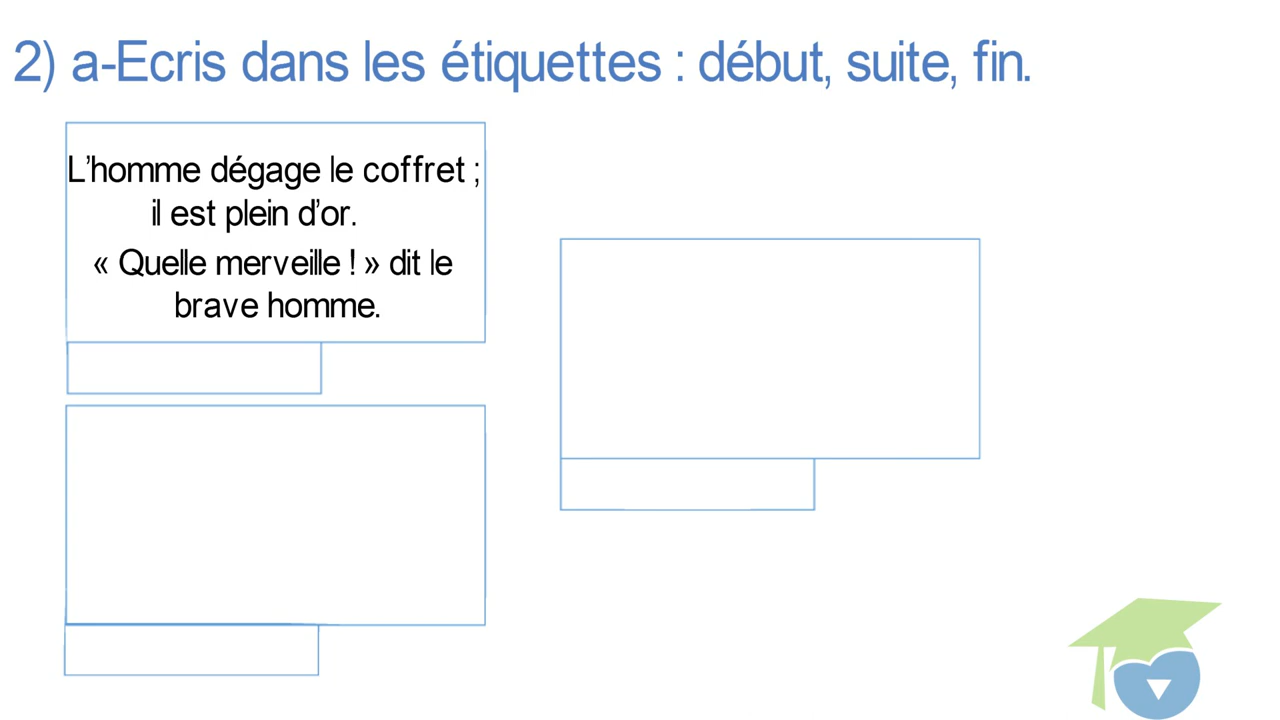 2) a-Ecris dans les étiquettes : début, suite, fin.
L’homme dégage le coffret ;
il est plein d’or.
« Quelle merveille ! » dit le
brave homme.